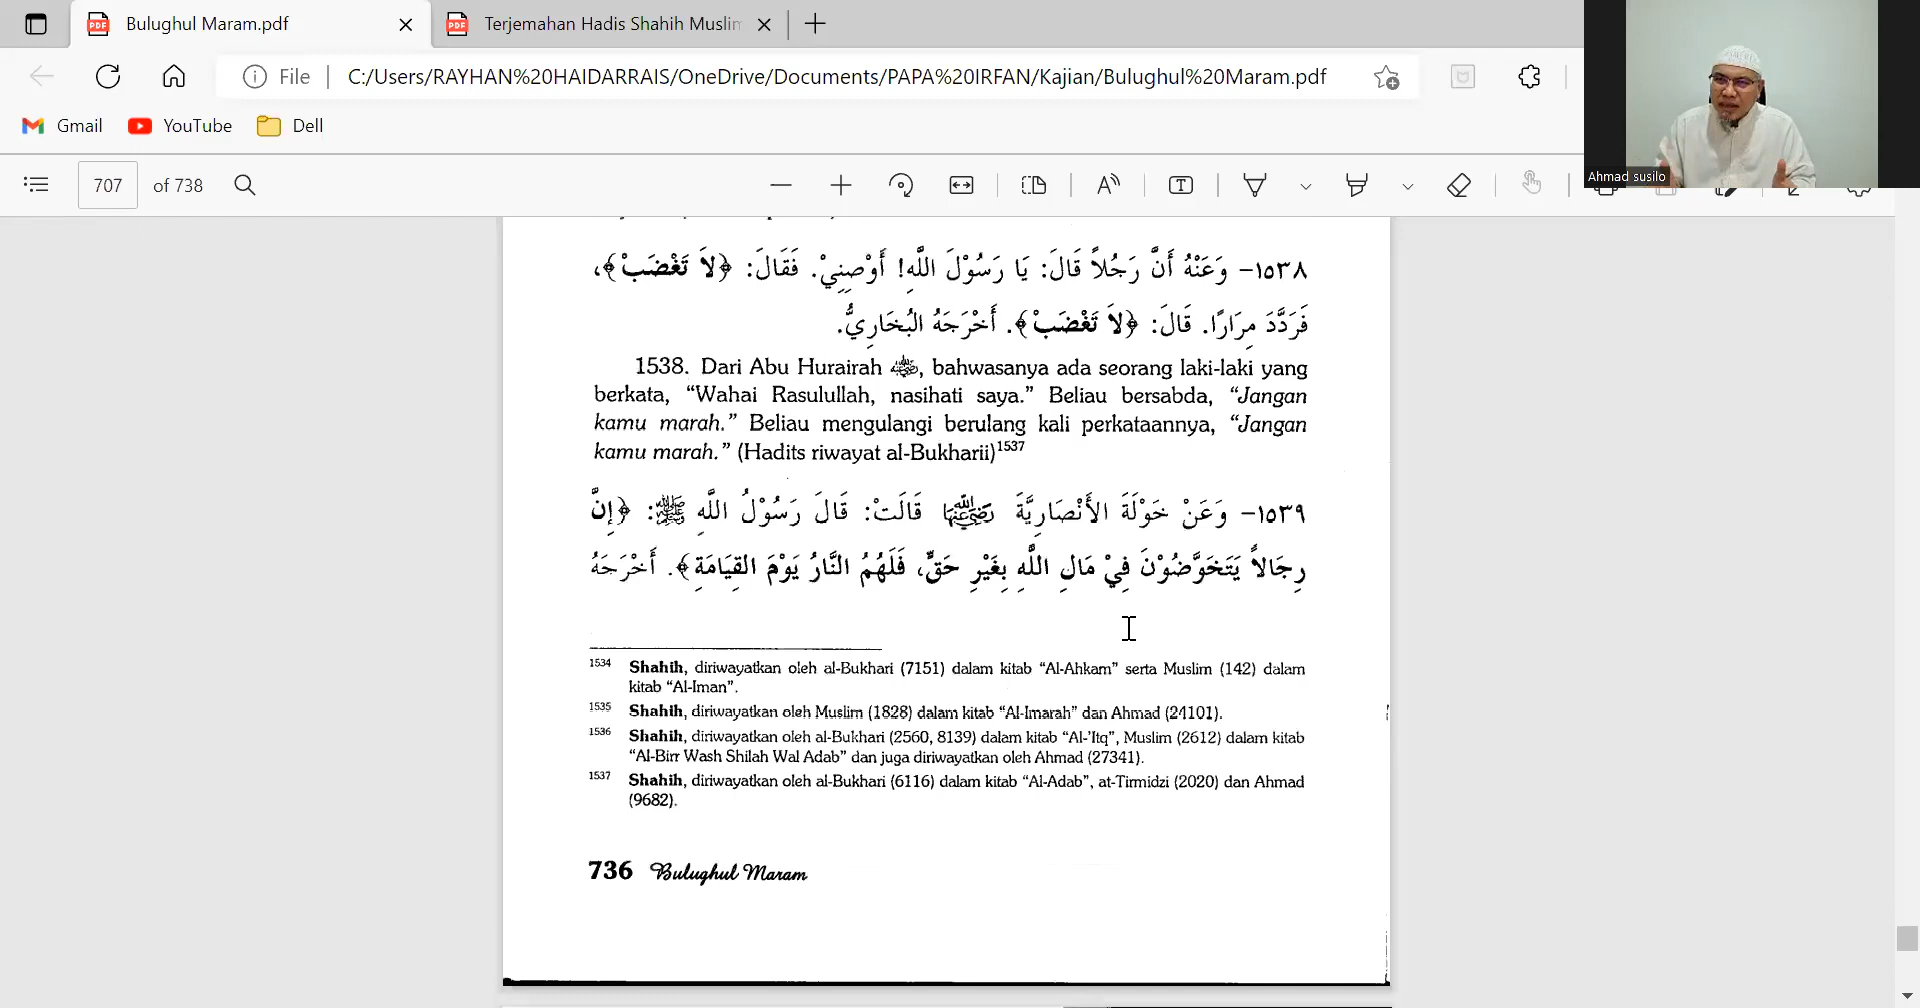 Bulughul Maram.pdf
Terjemahan Hadis Shahih Muslim
File
C:/Users/RAYHAN%20HAIDARRAIS/OneDrive/Documents/PAPA%20IRFAN/Kajian/Bulughul%20Maram.pdf
Gmail
YouTube
Dell
707 of 738
Ahmad susilo
١٥٣٨- وَعَنْهُ أَنَّ رَجُلاً قَالَ: يَا رَسُوْلَ اللَّهِ! أَوْصِنِيْ. فَقَالَ: ﴿لاَ تَغْضَبْ﴾،
فَرَدَّدَ مِرَارًا. قَالَ: ﴿لاَ تَغْضَبْ﴾. أَخْرَجَهُ البُخَارِيُّ.
1538. Dari Abu Hurairah , bahwasanya ada seorang laki-laki yang
berkata, “Wahai Rasulullah, nasihati saya.” Beliau bersabda, “Jangan
kamu marah.” Beliau mengulangi berulang kali perkataannya, “Jangan
kamu marah.” (Hadits riwayat al-Bukharii)1537
١٥٣٩- وَعَنْ خَوْلَةَ الأَنْصَارِيَّةَ قَالَتْ: قَالَ رَسُوْلُ اللَّهِ ﷺ: ﴿إِنَّ
رِجَالاً يَتَخَوَّضُوْنَ فِيْ مَالِ اللَّهِ بِغَيْرِ حَقٍّ، فَلَهُمُ النَّارُ يَوْمَ القِيَامَةِ﴾. أَخْرَجَهُ
1534 Shahih, diriwayatkan oleh al-Bukhari (7151) dalam kitab “Al-Ahkam” serta Muslim (142) dalam
kitab “Al-Iman”.
1535 Shahih, diriwayatkan oleh Muslim (1828) dalam kitab “Al-Imarah” dan Ahmad (24101).
1536 Shahih, diriwayatkan oleh al-Bukhari (2560, 8139) dalam kitab “Al-’Itq”, Muslim (2612) dalam kitab
“Al-Birr Wash Shilah Wal Adab” dan juga diriwayatkan oleh Ahmad (27341).
1537 Shahih, diriwayatkan oleh al-Bukhari (6116) dalam kitab “Al-Adab”, at-Tirmidzi (2020) dan Ahmad
(9682).
736 Bulughul Maram